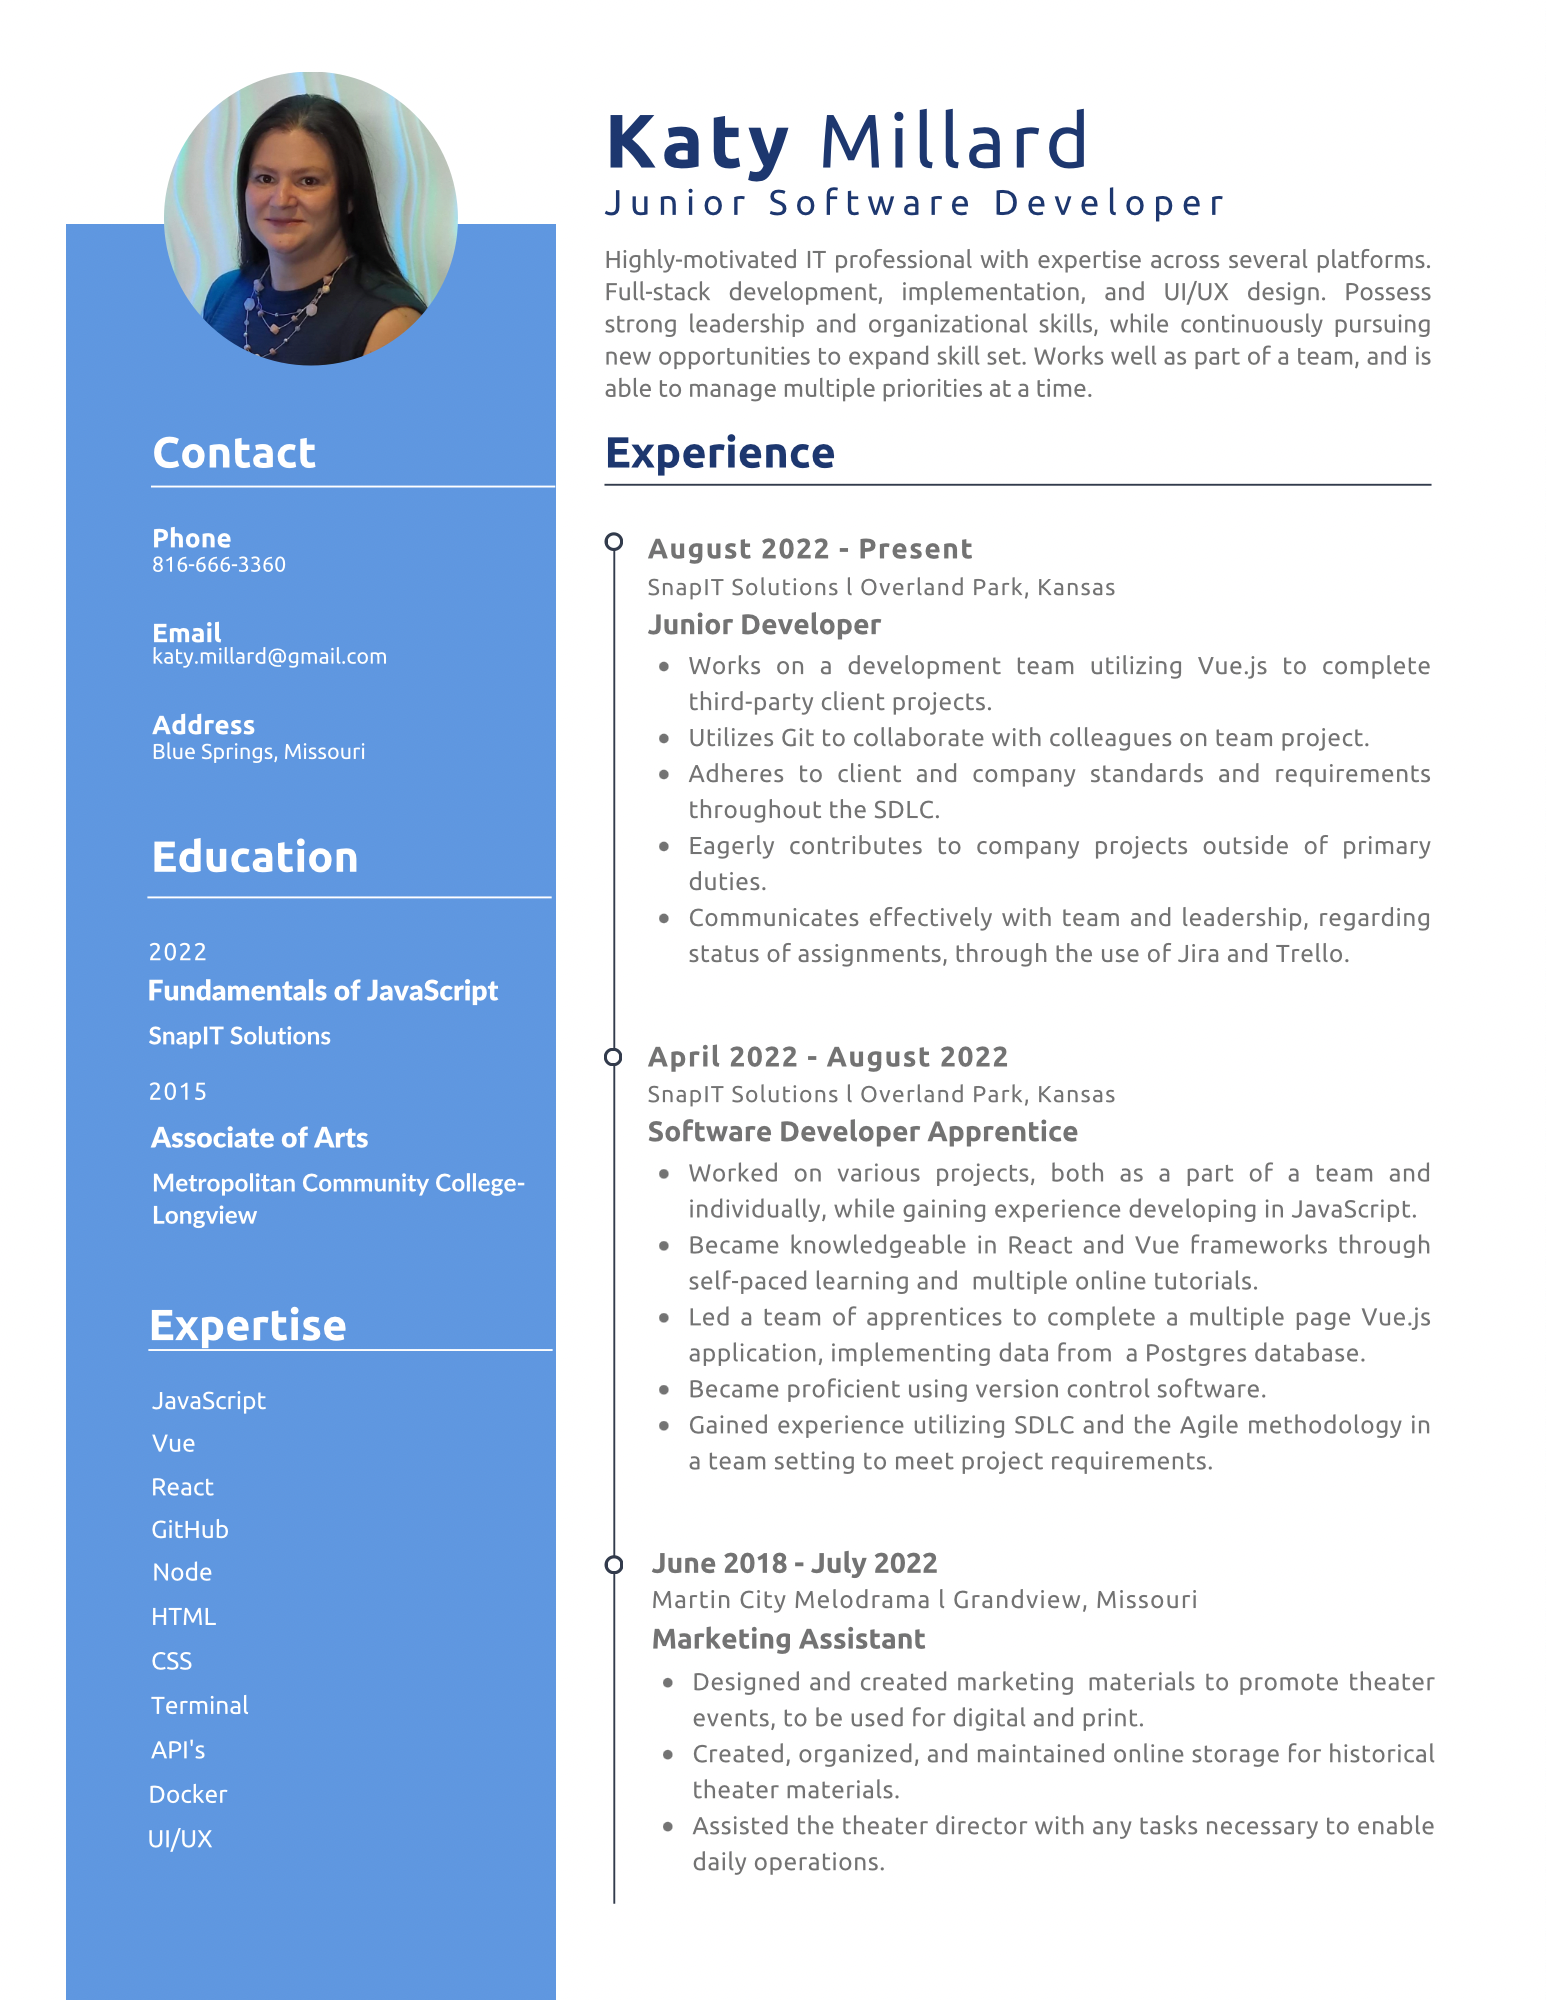 Katy Millard
Junior Software Developer
Highly-motivated IT professional with expertise across several platforms.
Full-stack development, implementation, and UI/UX design. Possess
strong leadership and organizational skills, while continuously pursuing
new opportunities to expand skill set. Works well as part of a team, and is
able to manage multiple priorities at a time.
Contact
Phone
816-666-3360
Email
katy.millard@gmail.com
Address
Blue Springs, Missouri
Education
2022
Fundamentals of JavaScript
SnapIT Solutions
2015
Associate of Arts
Metropolitan Community College-
Longview
Expertise
JavaScript
Vue
React
GitHub
Node
HTML
CSS
Terminal
API's
Docker
UI/UX
Experience
August 2022 - Present
SnapIT Solutions l Overland Park, Kansas
Junior Developer
• Works on a development team utilizing Vue.js to complete
third-party client projects.
• Utilizes Git to collaborate with colleagues on team project.
• Adheres to client and company standards and requirements
throughout the SDLC.
• Eagerly contributes to company projects outside of primary
duties.
• Communicates effectively with team and leadership, regarding
status of assignments, through the use of Jira and Trello.
April 2022 - August 2022
SnapIT Solutions l Overland Park, Kansas
Software Developer Apprentice
• Worked on various projects, both as a part of a team and
individually, while gaining experience developing in JavaScript.
• Became knowledgeable in React and Vue frameworks through
self-paced learning and multiple online tutorials.
• Led a team of apprentices to complete a multiple page Vue.js
application, implementing data from a Postgres database.
• Became proficient using version control software.
• Gained experience utilizing SDLC and the Agile methodology in
a team setting to meet project requirements.
June 2018 - July 2022
Martin City Melodrama l Grandview, Missouri
Marketing Assistant
• Designed and created marketing materials to promote theater
events, to be used for digital and print.
• Created, organized, and maintained online storage for historical
theater materials.
• Assisted the theater director with any tasks necessary to enable
daily operations.